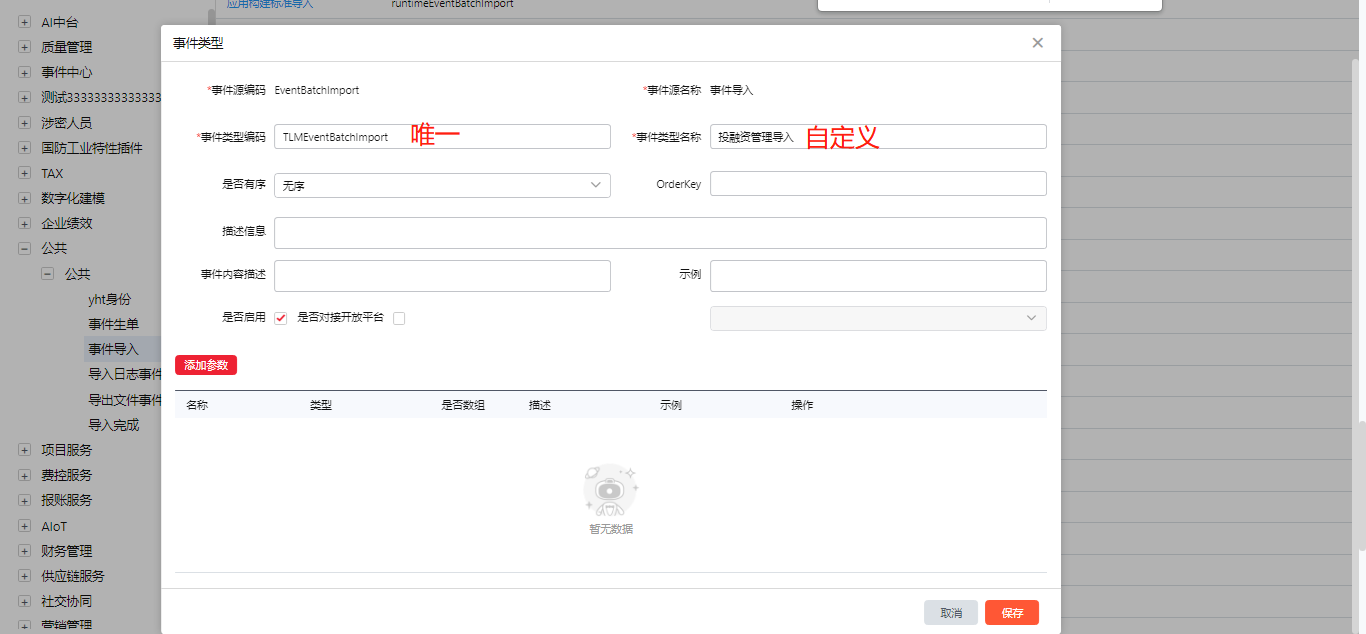 应用构建标准导入 runtimeEventBatchImport
AI中台
质量管理
事件中心
测试33333333333333
涉密人员
国防工业特性插件
TAX
数字化建模
企业绩效
公共
公共
yht身份
事件生单
事件导入
导入日志事件
导出文件事件
导入完成
项目服务
费控服务
报账服务
AIoT
财务管理
供应链服务
社交协同
营销管理
事件类型
*事件源编码 EventBatchImport *事件源名称 事件导入
*事件类型编码 TLMEventBatchImport 唯一 *事件类型名称 投融资管理导入 自定义
是否有序 无序 OrderKey
描述信息
事件内容描述 示例
是否启用 是否对接开放平台
添加参数
名称 类型 是否数组 描述 示例 操作
暂无数据
取消 保存